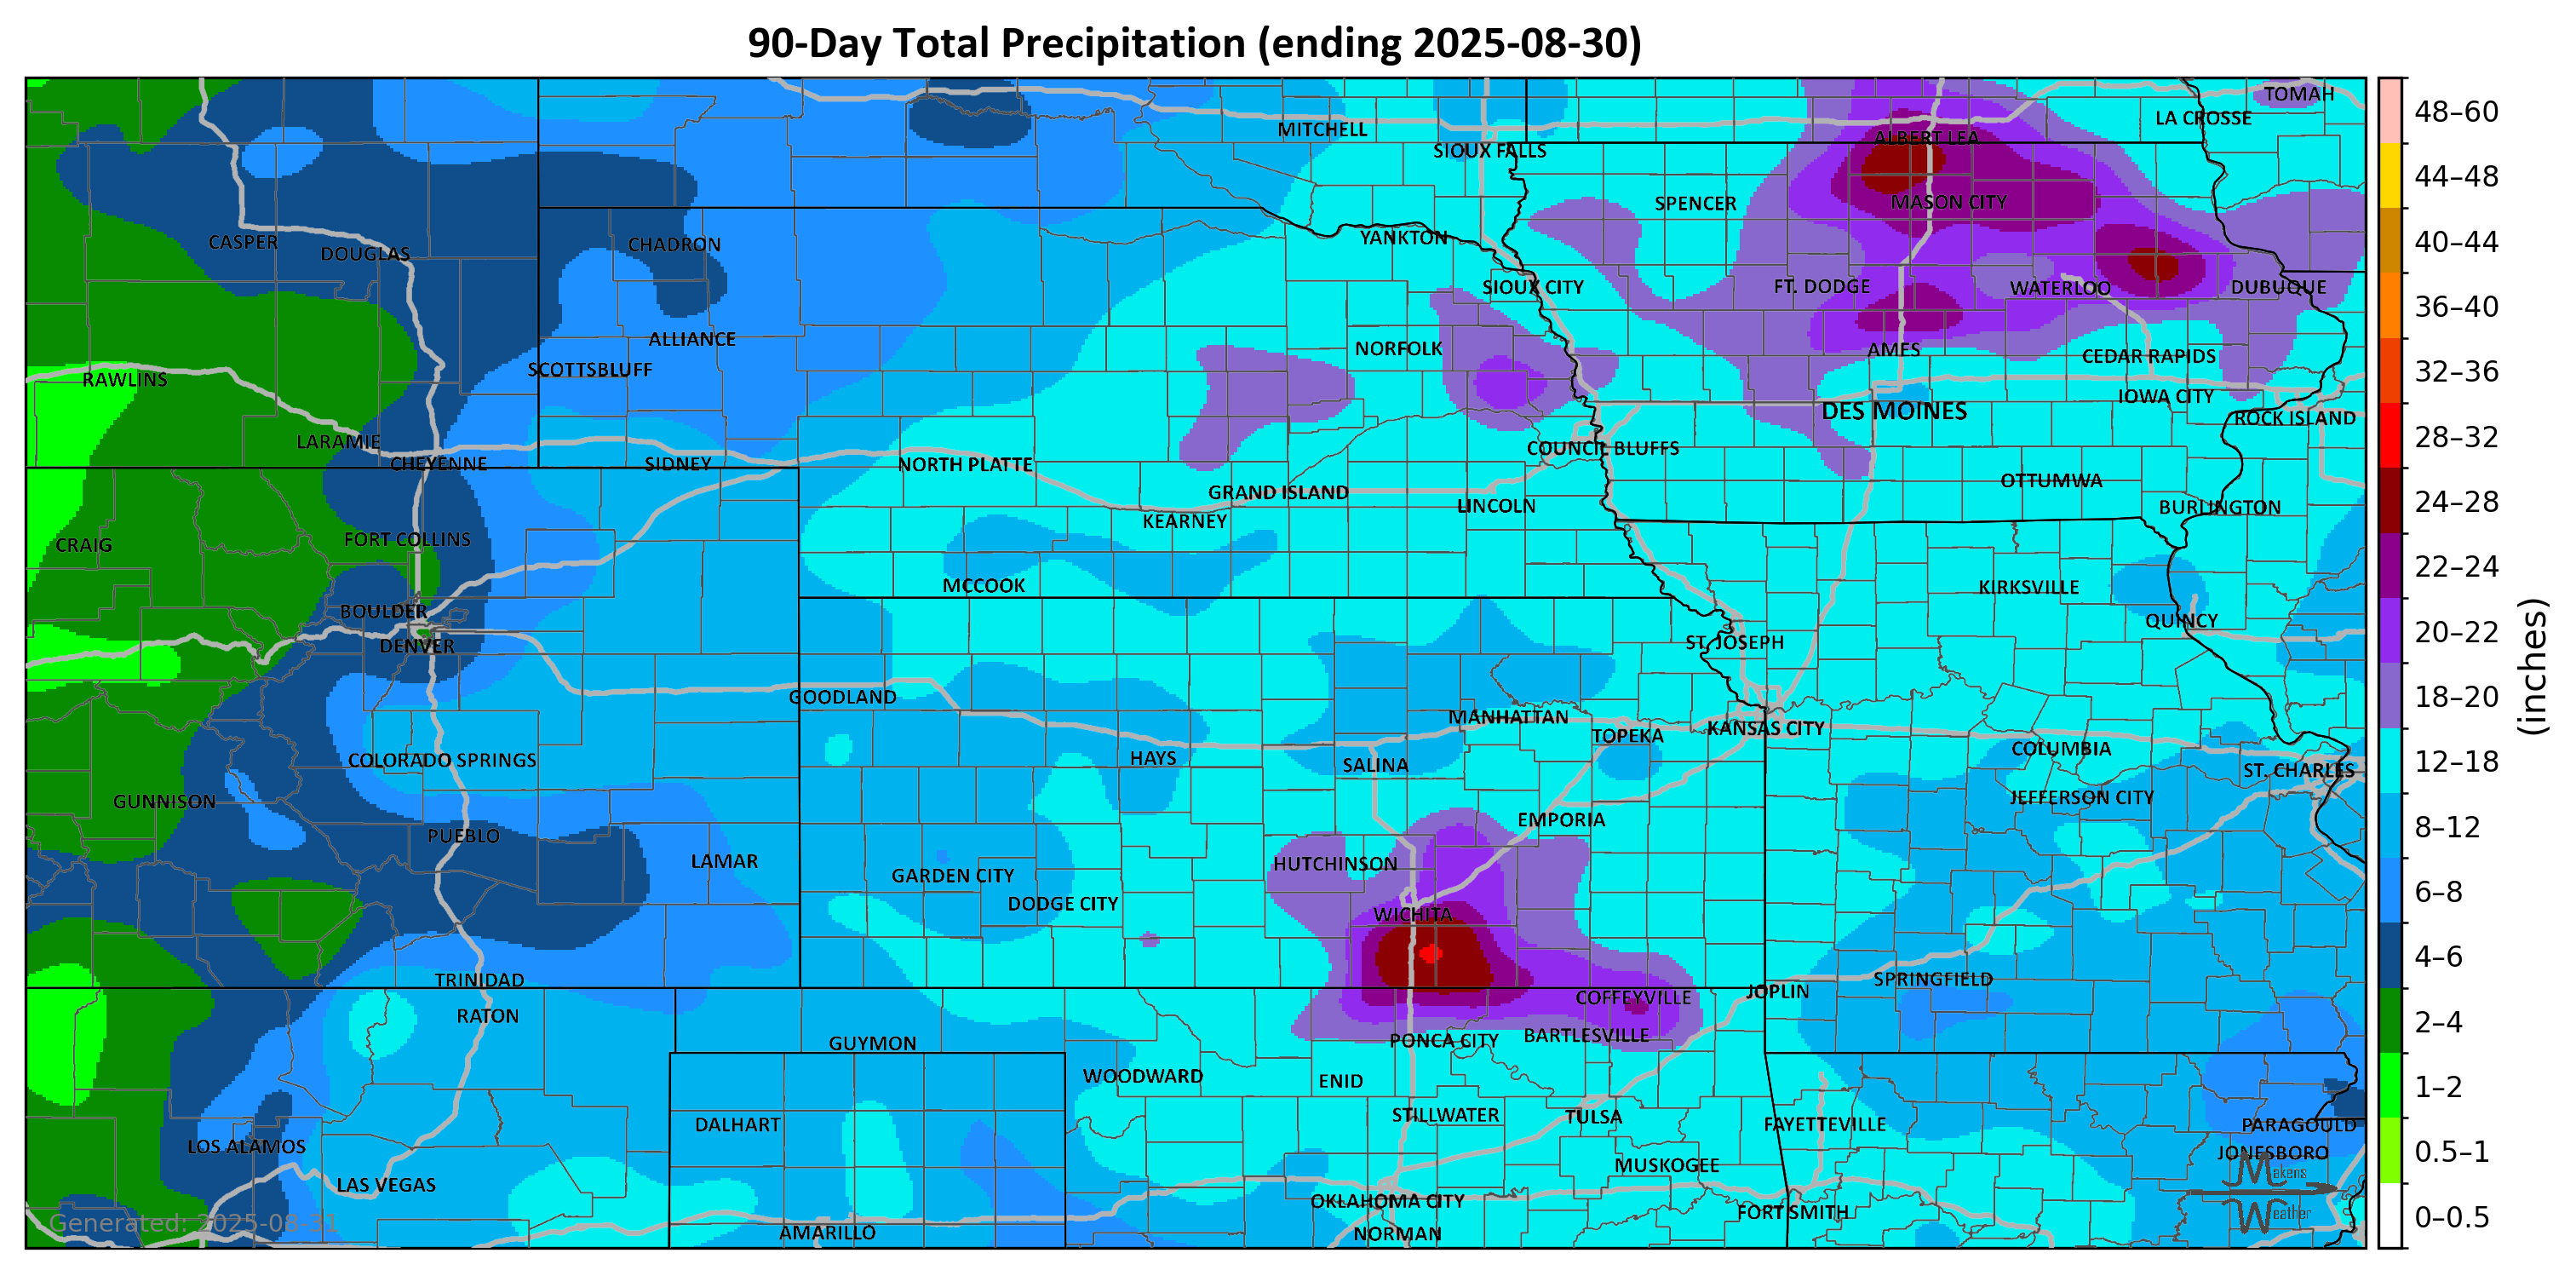 90-Day Total Precipitation (ending 2025-08-30)
TOMAH
LA CROSSE
MITCHELL
ALBERT LEA
SIOUX FALLS
SPENCER
MASON CITY
YANKTON
CASPER
CHADRON
DOUGLAS
SIOUX CITY
FT. DODGE
WATERLOO
DUBUQUE
ALLIANCE
NORFOLK
AMES
CEDAR RAPIDS
SCOTTSBLUFF
RAWLINS
IOWA CITY
DES MOINES
ROCK ISLAND
LARAMIE
COUNCIL BLUFFS
CHEYENNE
SIDNEY
NORTH PLATTE
OTTUMWA
GRAND ISLAND
LINCOLN
BURLINGTON
KEARNEY
FORT COLLINS
CRAIG
MCCOOK
KIRKSVILLE
BOULDER
QUINCY
DENVER
ST. JOSEPH
GOODLAND
MANHATTAN
TOPEKA
KANSAS CITY
COLUMBIA
COLORADO SPRINGS
HAYS
SALINA
ST. CHARLES
GUNNISON
JEFFERSON CITY
EMPORIA
PUEBLO
LAMAR
HUTCHINSON
GARDEN CITY
DODGE CITY
WICHITA
TRINIDAD
SPRINGFIELD
COFFEYVILLE
JOPLIN
RATON
GUYMON
PONCA CITY
BARTLESVILLE
WOODWARD
ENID
DALHART
STILLWATER
TULSA
FAYETTEVILLE
PARAGOULD
LOS ALAMOS
JONESBORO
MUSKOGEE
LAS VEGAS
OKLAHOMA CITY
FORT SMITH
AMARILLO
NORMAN
Generated: 2025-08-31
Makens
Weather
48–60
44–48
40–44
36–40
32–36
28–32
24–28
22–24
20–22
18–20
12–18
8–12
6–8
4–6
2–4
1–2
0.5–1
0–0.5
(inches)